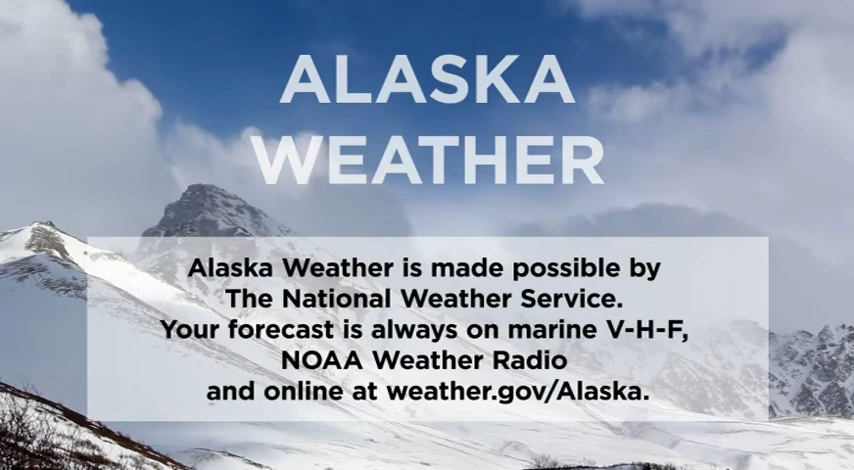 ALASKA
WEATHER
Alaska Weather is made possible by
The National Weather Service.
Your forecast is always on marine V-H-F,
NOAA Weather Radio
and online at weather.gov/Alaska.